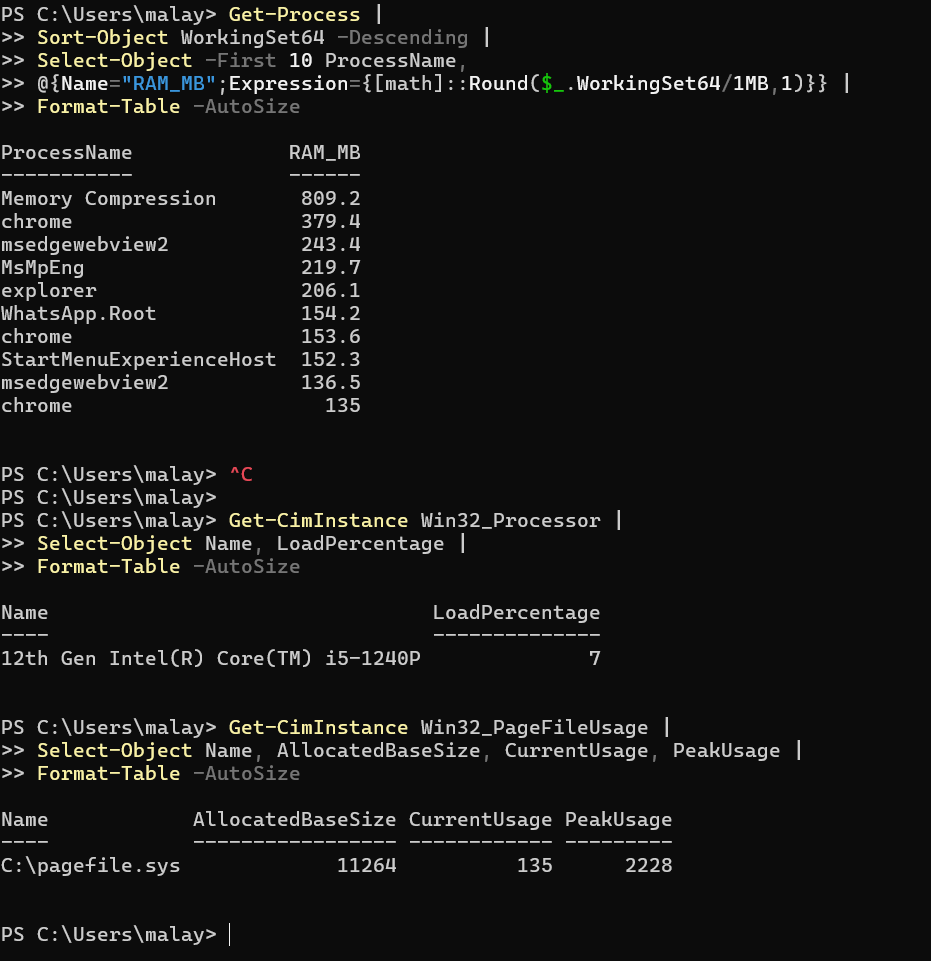 PS C:\Users\malay> Get-Process |
>> Sort-Object WorkingSet64 -Descending |
>> Select-Object -First 10 ProcessName,
>> @{Name="RAM_MB";Expression={[math]::Round($_.WorkingSet64/1MB,1)}} |
>> Format-Table -AutoSize

ProcessName             RAM_MB
-----------             ------
Memory Compression       809.2
chrome                   379.4
msedgewebview2           243.4
MsMpEng                  219.7
explorer                 206.1
WhatsApp.Root            154.2
chrome                   153.6
StartMenuExperienceHost  152.3
msedgewebview2           136.5
chrome                     135

PS C:\Users\malay> ^C
PS C:\Users\malay>
PS C:\Users\malay> Get-CimInstance Win32_Processor |
>> Select-Object Name, LoadPercentage |
>> Format-Table -AutoSize

Name                                LoadPercentage
----                                --------------
12th Gen Intel(R) Core(TM) i5-1240P              7

PS C:\Users\malay> Get-CimInstance Win32_PageFileUsage |
>> Select-Object Name, AllocatedBaseSize, CurrentUsage, PeakUsage |
>> Format-Table -AutoSize

Name            AllocatedBaseSize CurrentUsage PeakUsage
----            ----------------- ------------ ---------
C:\pagefile.sys             11264          135      2228

PS C:\Users\malay>